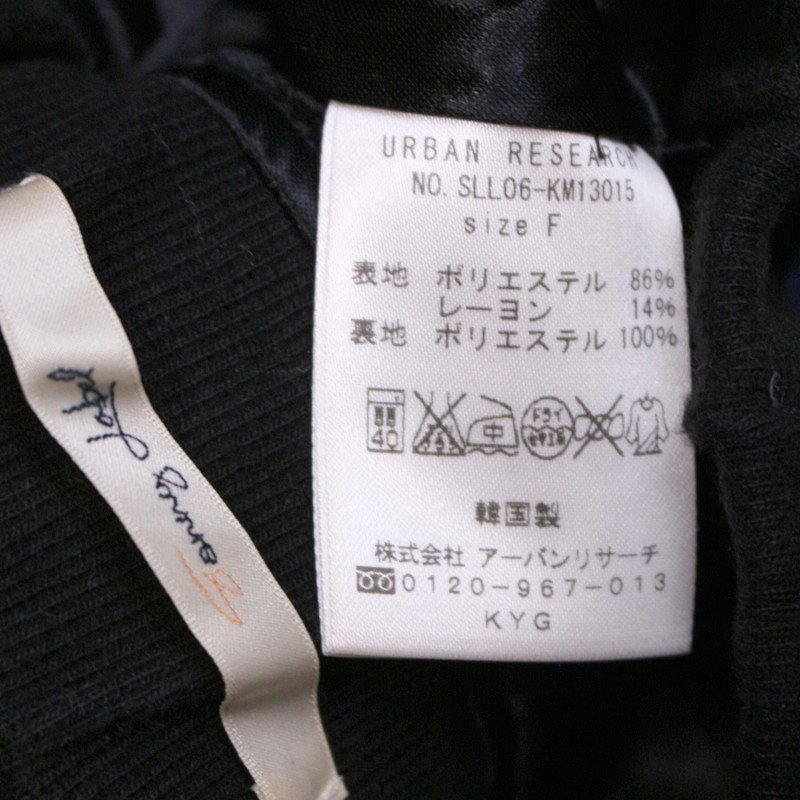 URBAN RESEARCH
NO. SLL06-KM13015
size F
表地 ポリエステル 86%
レーヨン 14%
裏地 ポリエステル 100%
40
中
ドライ
韓国製
株式会社 アーバンリサーチ
0120-967-013
KYG
Sonny Label